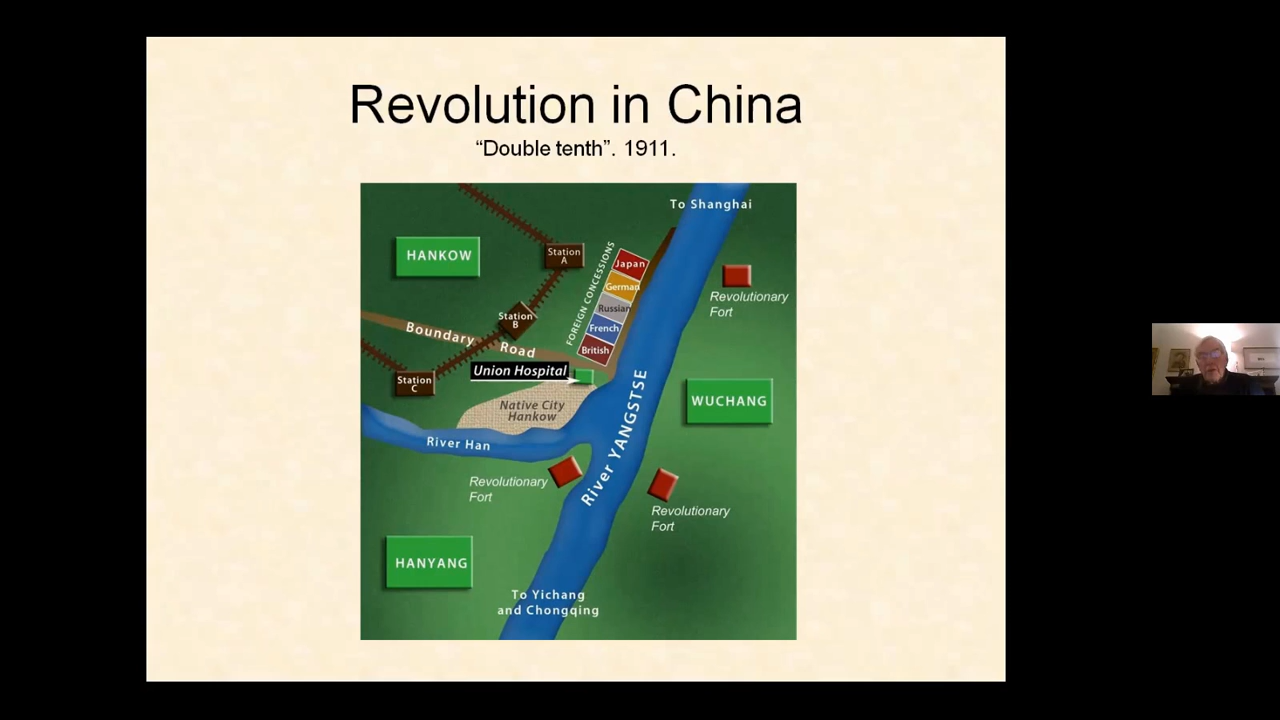 Revolution in China
“Double tenth”. 1911.
To Shanghai
HANKOW
Station
A
FOREIGN CONCESSIONS
Japan
German
Russian
French
British
Revolutionary
Fort
Station
B
Boundary Road
Station
C
Union Hospital
Native City
Hankow
WUCHANG
River Han
River YANGSTSE
Revolutionary
Fort
Revolutionary
Fort
HANYANG
To Yichang
and Chongqing